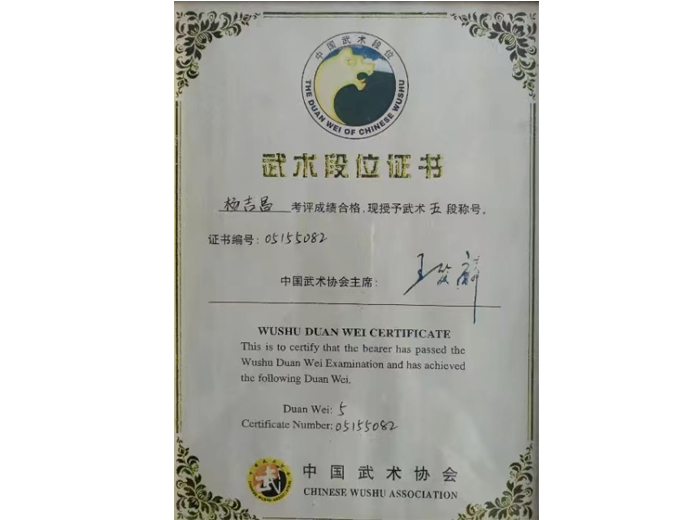 中国武术段位
THE DUAN WEI OF CHINESE WUSHU
武术段位证书
杨吉昌 考评成绩合格,现授予武术 五 段称号。
证书编号: 05155082
中国武术协会主席:
WUSHU DUAN WEI CERTIFICATE
This is to certify that the bearer has passed the
Wushu Duan Wei Examination and has achieved
the following Duan Wei.
Duan Wei: 5
Certificate Number: 05155082
武
中国武术协会
CHINESE WUSHU ASSOCIATION